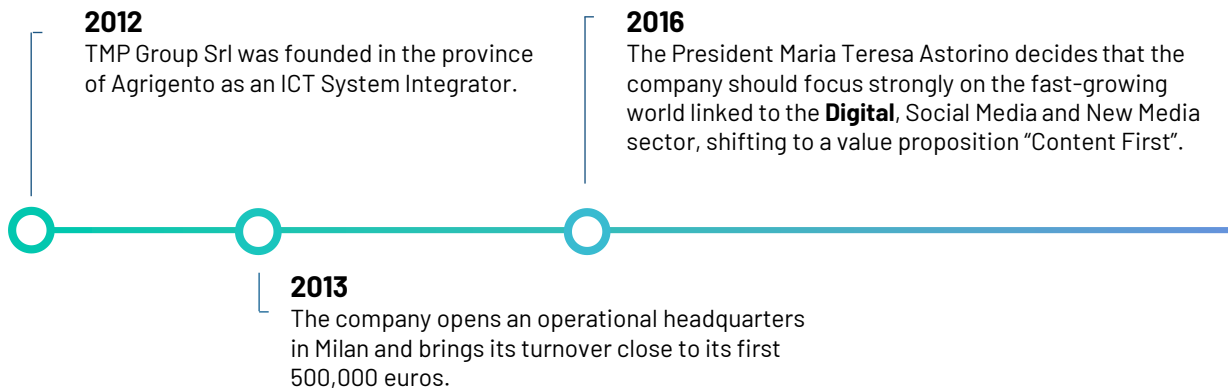 2012
TMP Group Srl was founded in the province
of Agrigento as an ICT System Integrator.
2013
The company opens an operational headquarters
in Milan and brings its turnover close to its first
500,000 euros.
2016
The President Maria Teresa Astorino decides that the
company should focus strongly on the fast-growing
world linked to the Digital, Social Media and New Media
sector, shifting to a value proposition “Content First”.